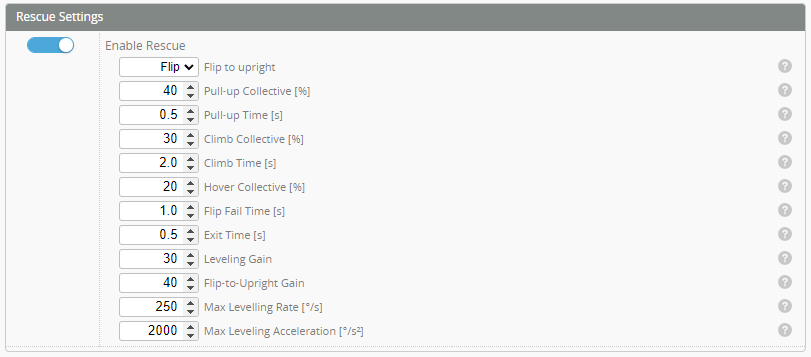 Rescue Settings
Enable Rescue
Flip Flip to upright ?
40 Pull-up Collective [%] ?
0.5 Pull-up Time [s] ?
30 Climb Collective [%] ?
2.0 Climb Time [s] ?
20 Hover Collective [%] ?
1.0 Flip Fail Time [s] ?
0.5 Exit Time [s] ?
30 Leveling Gain ?
40 Flip-to-Upright Gain ?
250 Max Levelling Rate [°/s] ?
2000 Max Leveling Acceleration [°/s²] ?